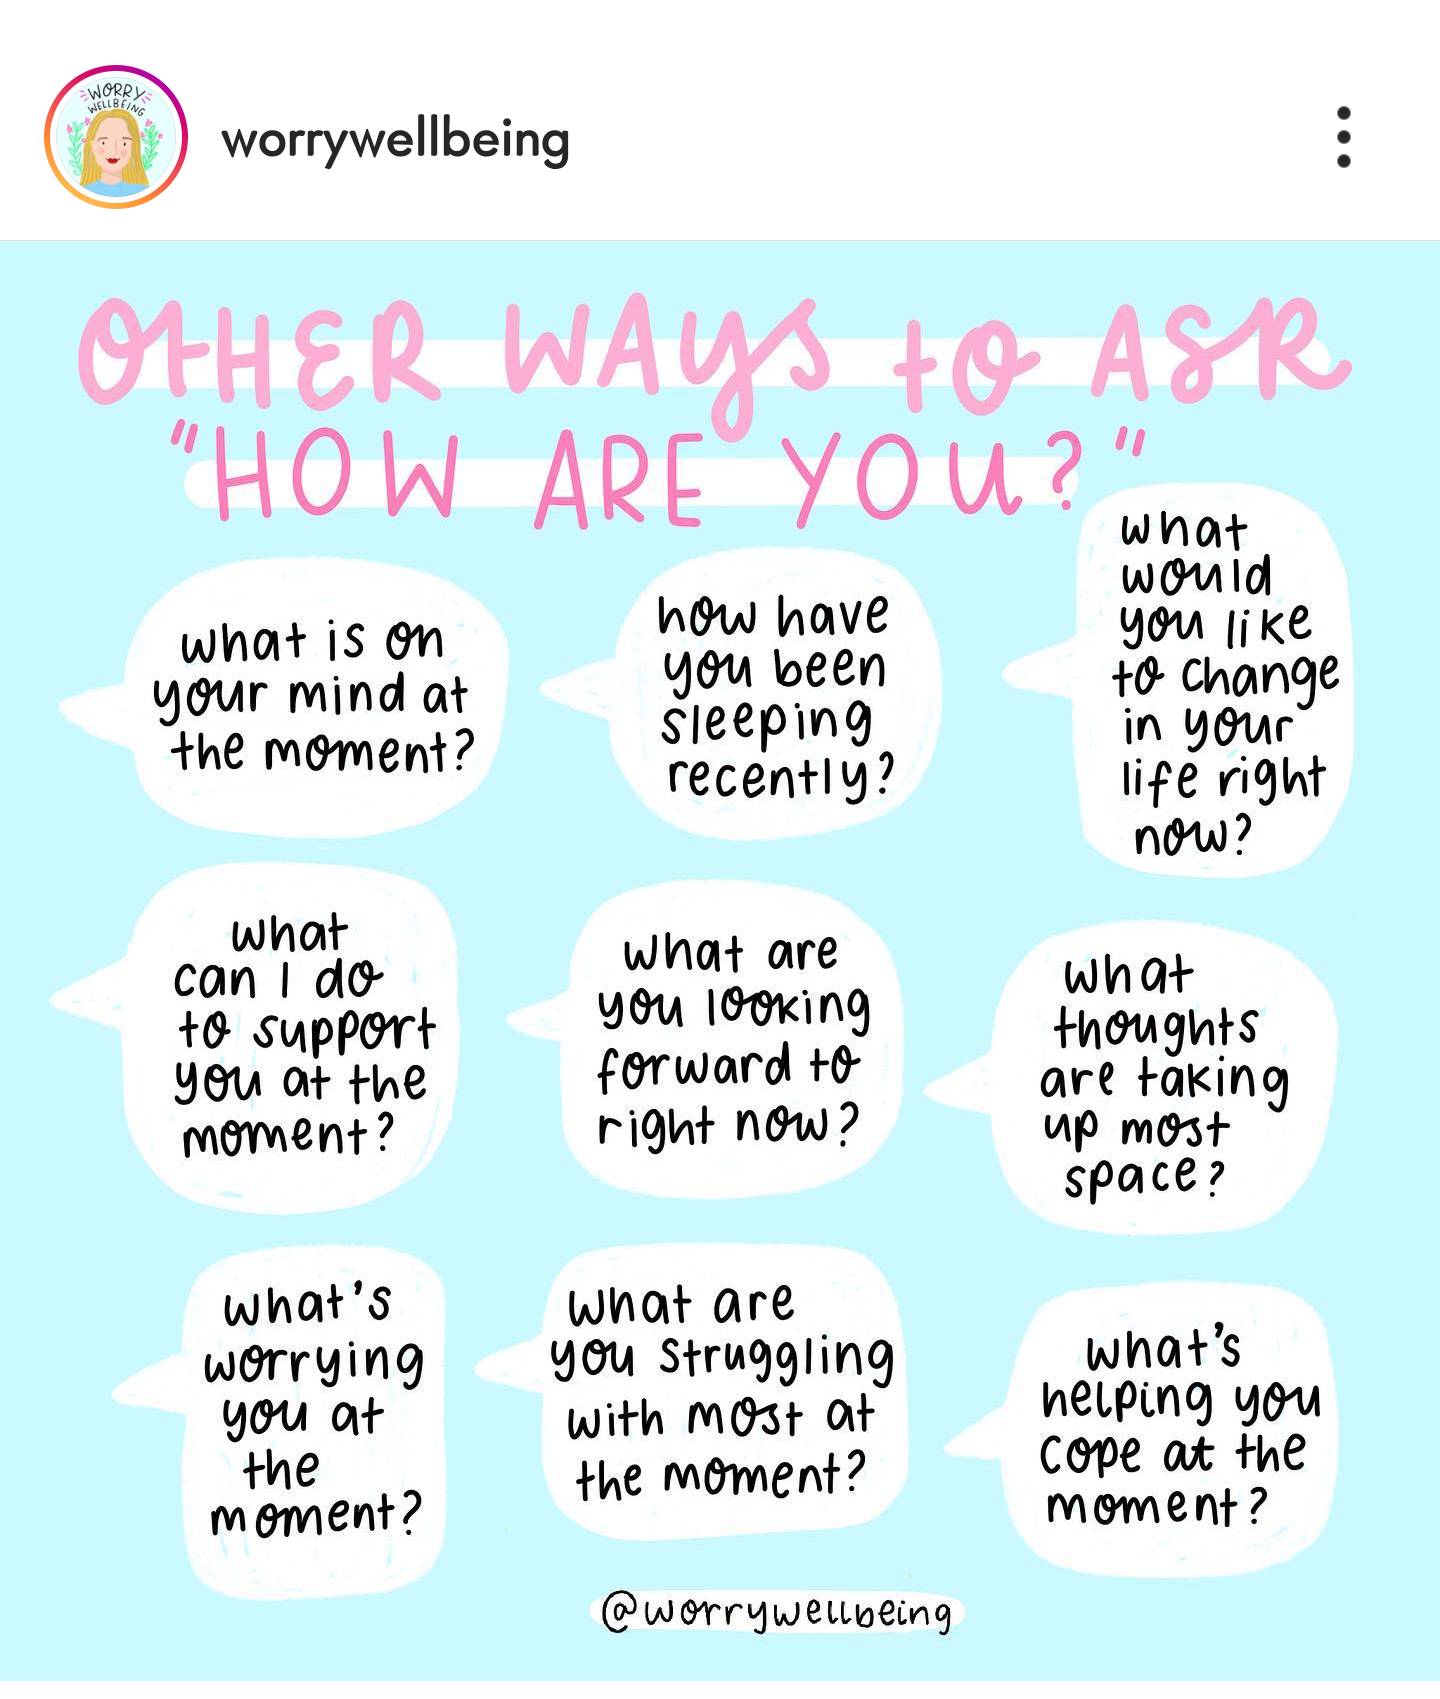 WORRY
WELLBEING
worrywellbeing
OTHER WAYS to ASK
"HOW ARE YOU?"
what is on
your mind at
the moment?
how have
you been
sleeping
recently?
what
would
you like
to change
in your
life right
now?
what
can I do
to support
you at the
moment?
what are
you looking
forward to
right now?
what
thoughts
are taking
up most
space?
what's
worrying
you at
the
moment?
what are
you struggling
with most at
the moment?
what's
helping you
cope at the
moment?
@worrywellbeing